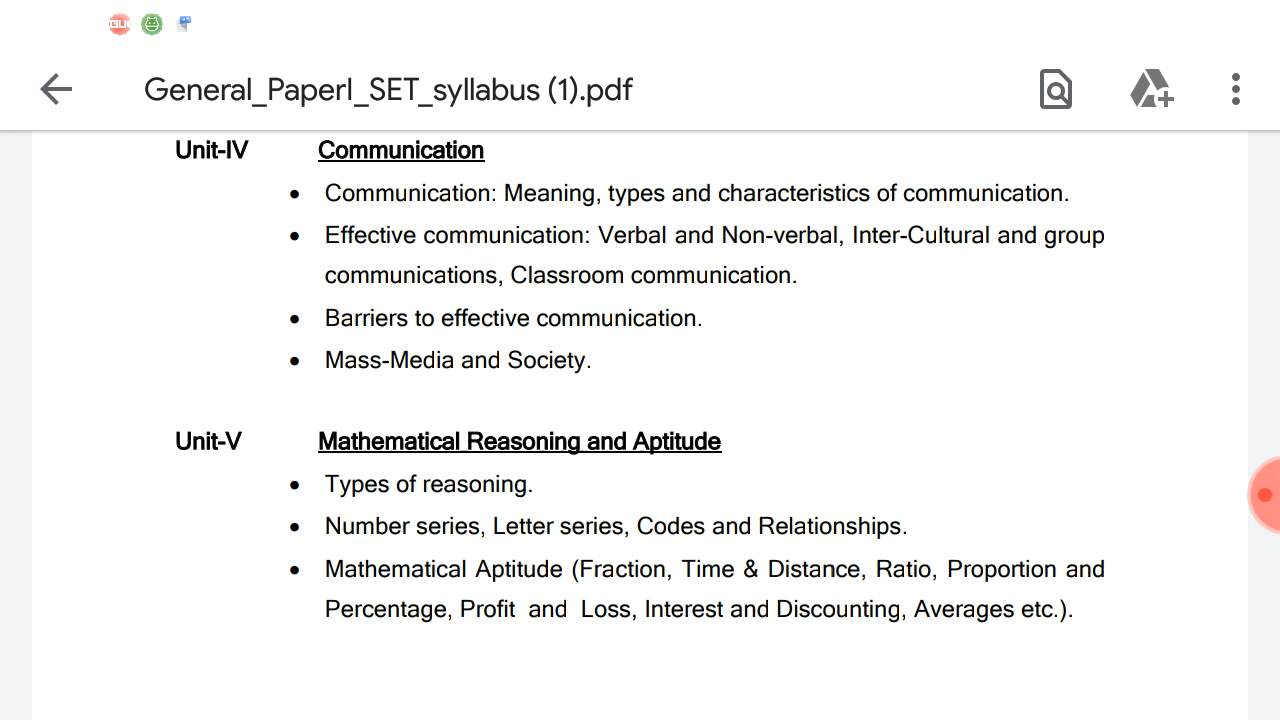 General_PaperI_SET_syllabus (1).pdf
Unit-IV Communication
• Communication: Meaning, types and characteristics of communication.
• Effective communication: Verbal and Non-verbal, Inter-Cultural and group
communications, Classroom communication.
• Barriers to effective communication.
• Mass-Media and Society.
Unit-V Mathematical Reasoning and Aptitude
• Types of reasoning.
• Number series, Letter series, Codes and Relationships.
• Mathematical Aptitude (Fraction, Time & Distance, Ratio, Proportion and
Percentage, Profit and Loss, Interest and Discounting, Averages etc.).